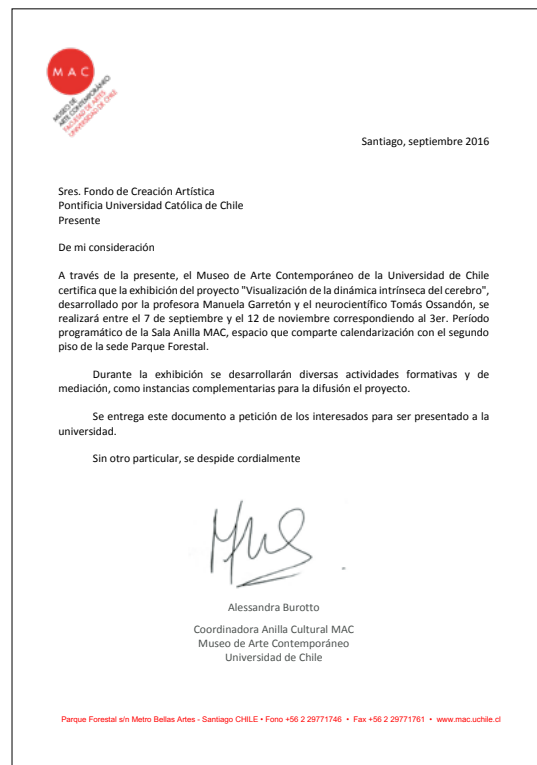 MAC
MUSEO DE
ARTE CONTEMPORÁNEO
FACULTAD DE ARTES
UNIVERSIDAD DE CHILE
Santiago, septiembre 2016
Sres. Fondo de Creación Artística
Pontificia Universidad Católica de Chile
Presente
De mi consideración
A través de la presente, el Museo de Arte Contemporáneo de la Universidad de Chile
certifica que la exhibición del proyecto "Visualización de la dinámica intrínseca del cerebro",
desarrollado por la profesora Manuela Garretón y el neurocientífico Tomás Ossandón, se
realizará entre el 7 de septiembre y el 12 de noviembre correspondiendo al 3er. Período
programático de la Sala Anilla MAC, espacio que comparte calendarización con el segundo
piso de la sede Parque Forestal.
Durante la exhibición se desarrollarán diversas actividades formativas y de
mediación, como instancias complementarias para la difusión el proyecto.
Se entrega este documento a petición de los interesados para ser presentado a la
universidad.
Sin otro particular, se despide cordialmente
Alessandra Burotto
Coordinadora Anilla Cultural MAC
Museo de Arte Contemporáneo
Universidad de Chile
Parque Forestal s/n Metro Bellas Artes - Santiago CHILE • Fono +56 2 29771746 • Fax +56 2 29771761 • www.mac.uchile.cl